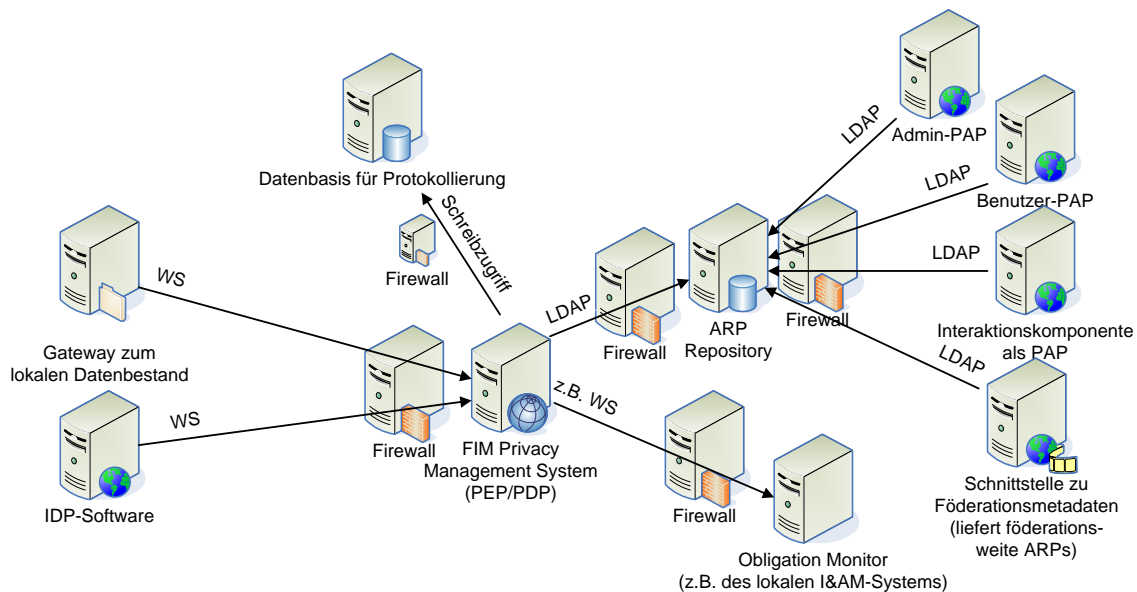 LDAP
Admin-PAP
LDAP
Benutzer-PAP
Datenbasis für Protokollierung
Schreibzugriff
Firewall
WS
LDAP
LDAP
Firewall
ARP
Repository
Firewall
Interaktionskomponente
als PAP
Gateway zum
lokalen Datenbestand
LDAP
z.B. WS
WS
Firewall
FIM Privacy
Management System
(PEP/PDP)
IDP-Software
Firewall
Schnittstelle zu
Föderationsmetadaten
(liefert föderations-
weite ARPs)
Obligation Monitor
(z.B. des lokalen I&AM-Systems)